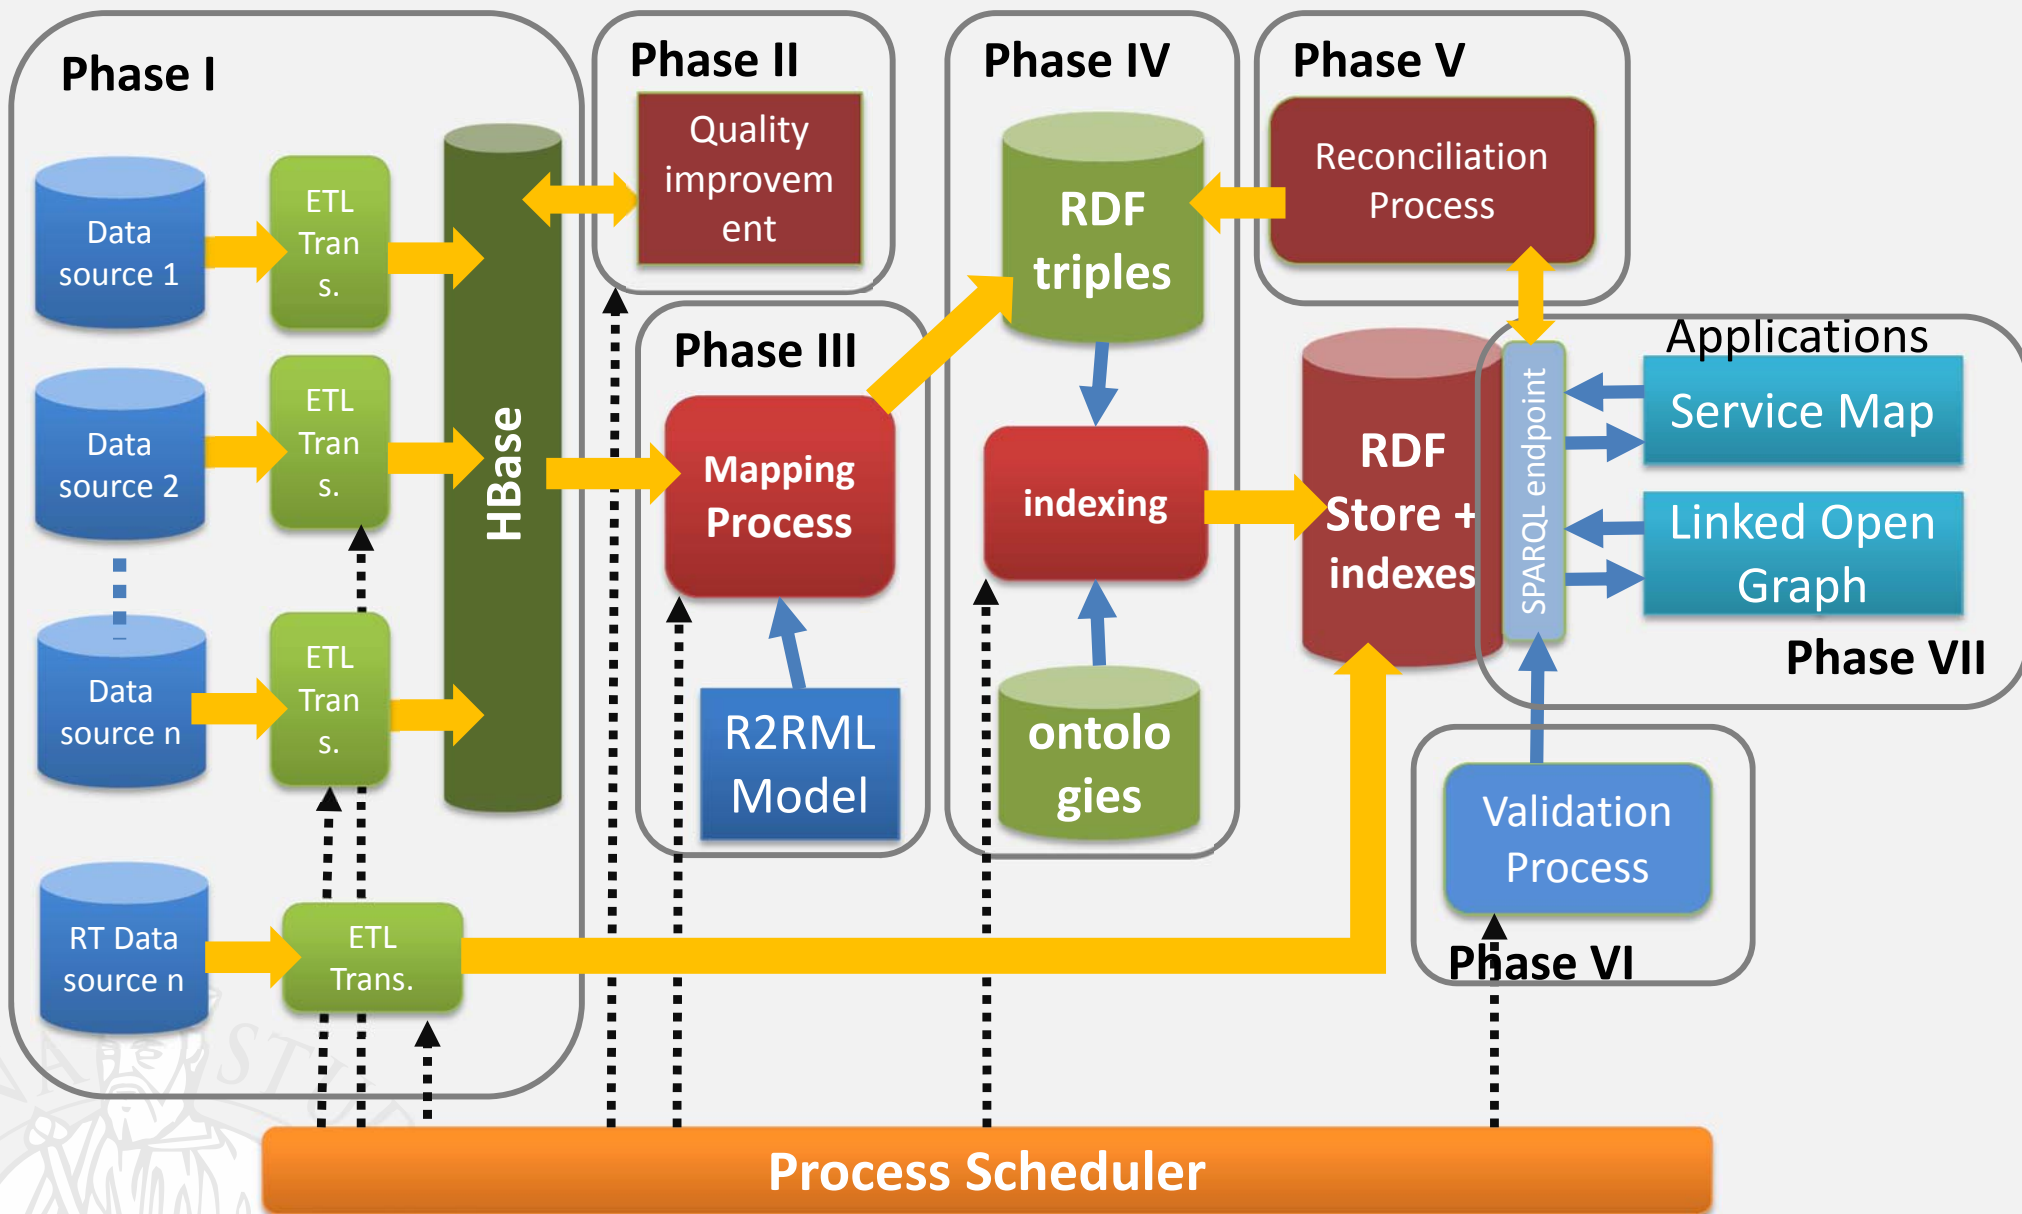 Phase I
Data
source 1
ETL
Tran
s.
Data
source 2
ETL
Tran
s.
Data
source n
ETL
Tran
s.
RT Data
source n
ETL
Trans.
HBase
Phase II
Quality
improvem
ent
Phase III
Mapping
Process
R2RML
Model
Phase IV
RDF
triples
indexing
ontolo
gies
Phase V
Reconciliation
Process
RDF
Store +
indexes
SPARQL endpoint
Applications
Service Map
Linked Open
Graph
Phase VII
Validation
Process
Phase VI
Process Scheduler